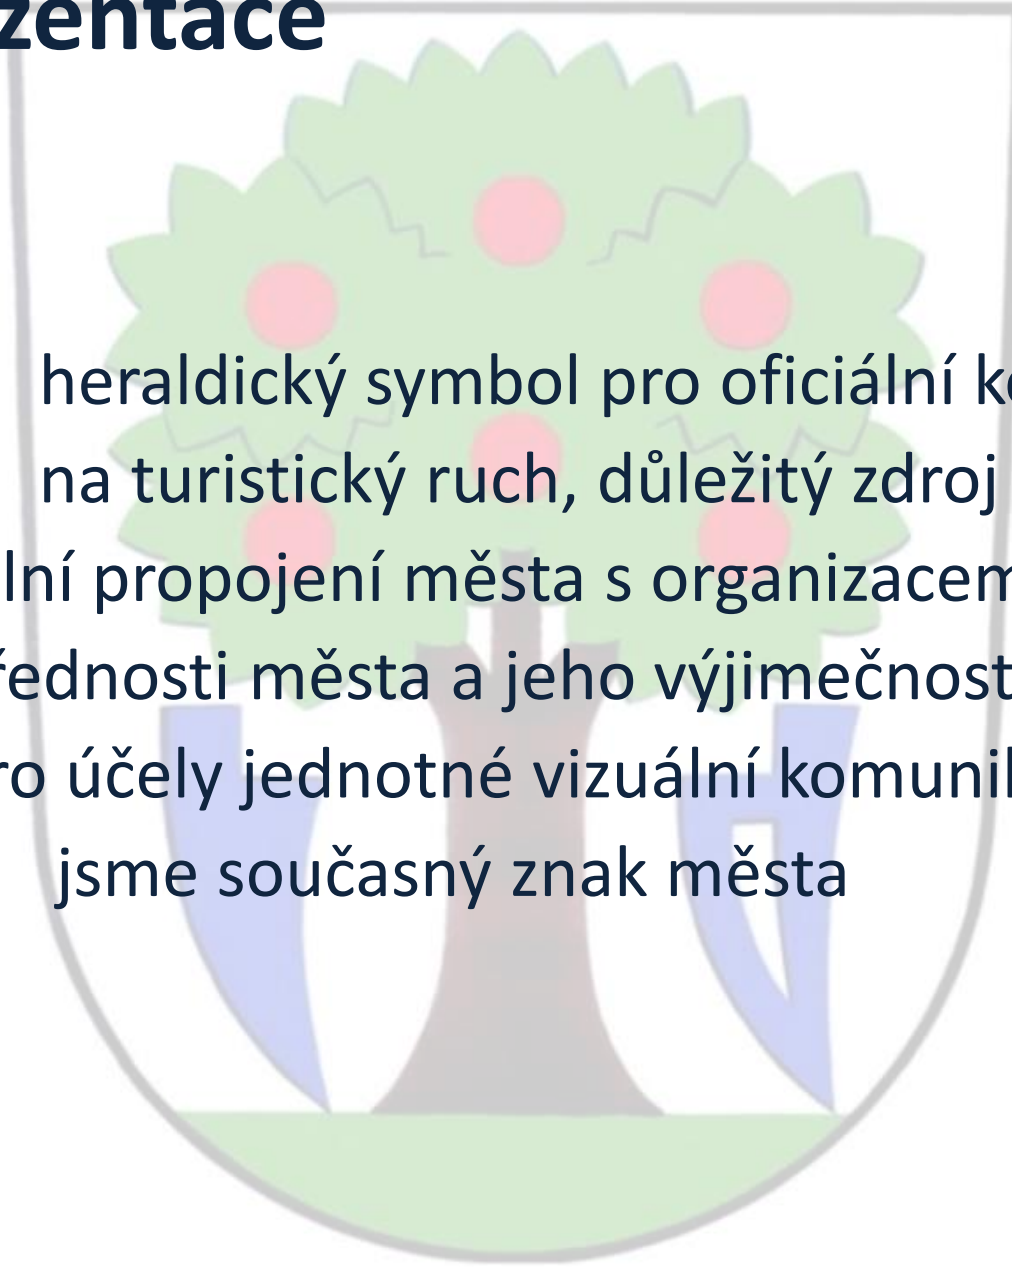 zentace
heraldický symbol pro oficiální k
na turistický ruch, důležitý zdroj
lní propojení města s organizacem
řednosti města a jeho výjimečnost
ro účely jednotné vizuální komunik
jsme současný znak města